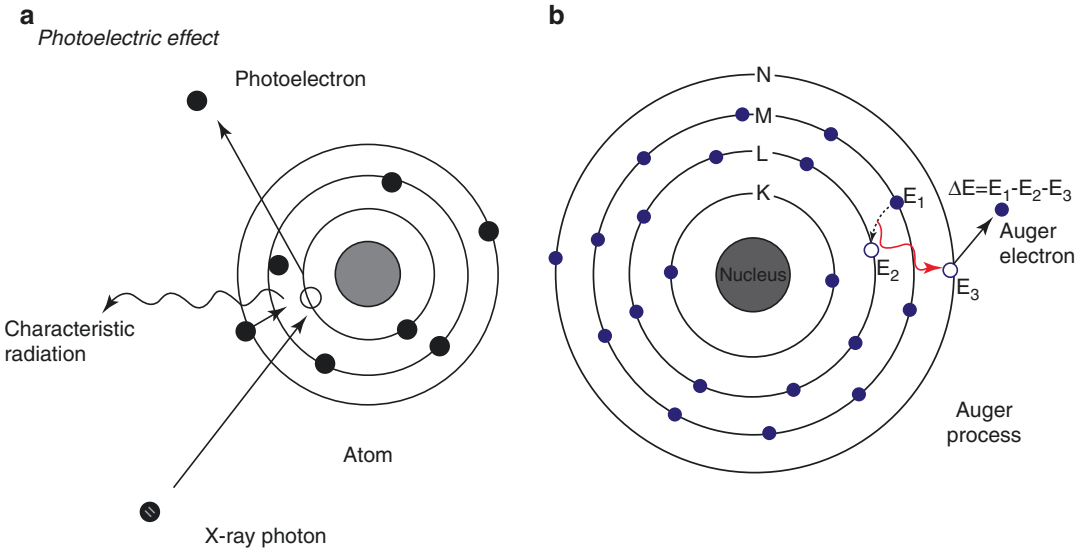 a
Photoelectric effect
Photoelectron
Characteristic
radiation
Atom
X-ray photon
b
N
M
L
K
Nucleus
E₁
E₂
E₃
ΔE=E₁-E₂-E₃
Auger
electron
Auger
process